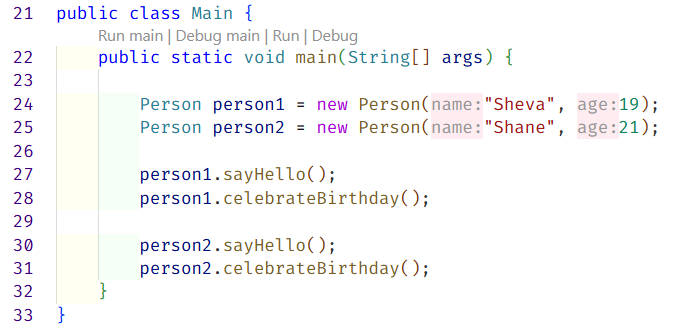 21 public class Main {
Run main | Debug main | Run | Debug
22 public static void main(String[] args) {
23
24 Person person1 = new Person(name:"Sheva", age:19);
25 Person person2 = new Person(name:"Shane", age:21);
26
27 person1.sayHello();
28 person1.celebrateBirthday();
29
30 person2.sayHello();
31 person2.celebrateBirthday();
32 }
33 }